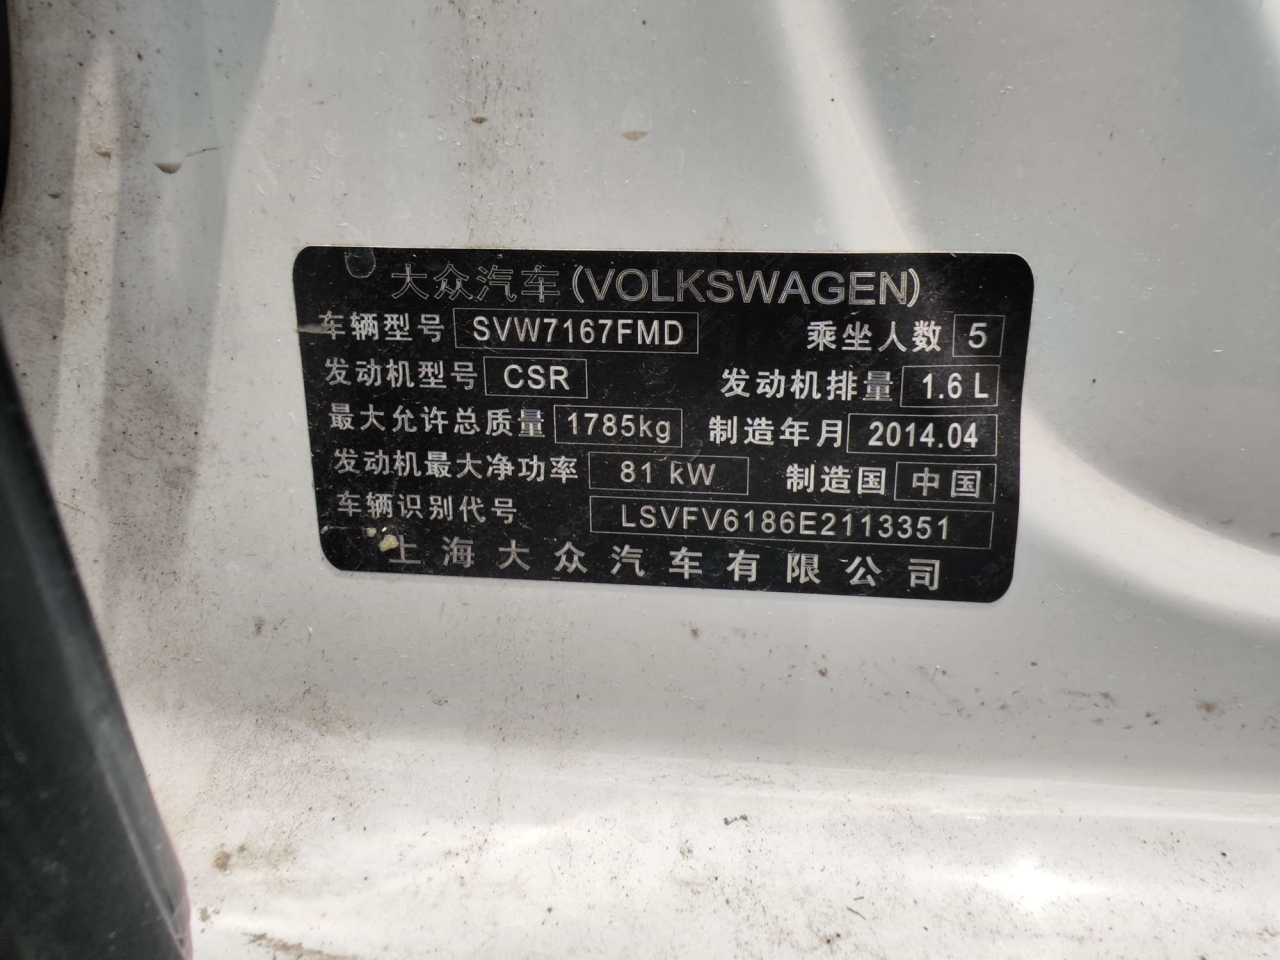 大众汽车(VOLKSWAGEN)
车辆型号 SVW7167FMD 乘坐人数 5
发动机型号 CSR 发动机排量 1.6 L
最大允许总质量 1785kg 制造年月 2014.04
发动机最大净功率 81 kW 制造国 中国
车辆识别代号 LSVFV6186E2113351
上海大众汽车有限公司